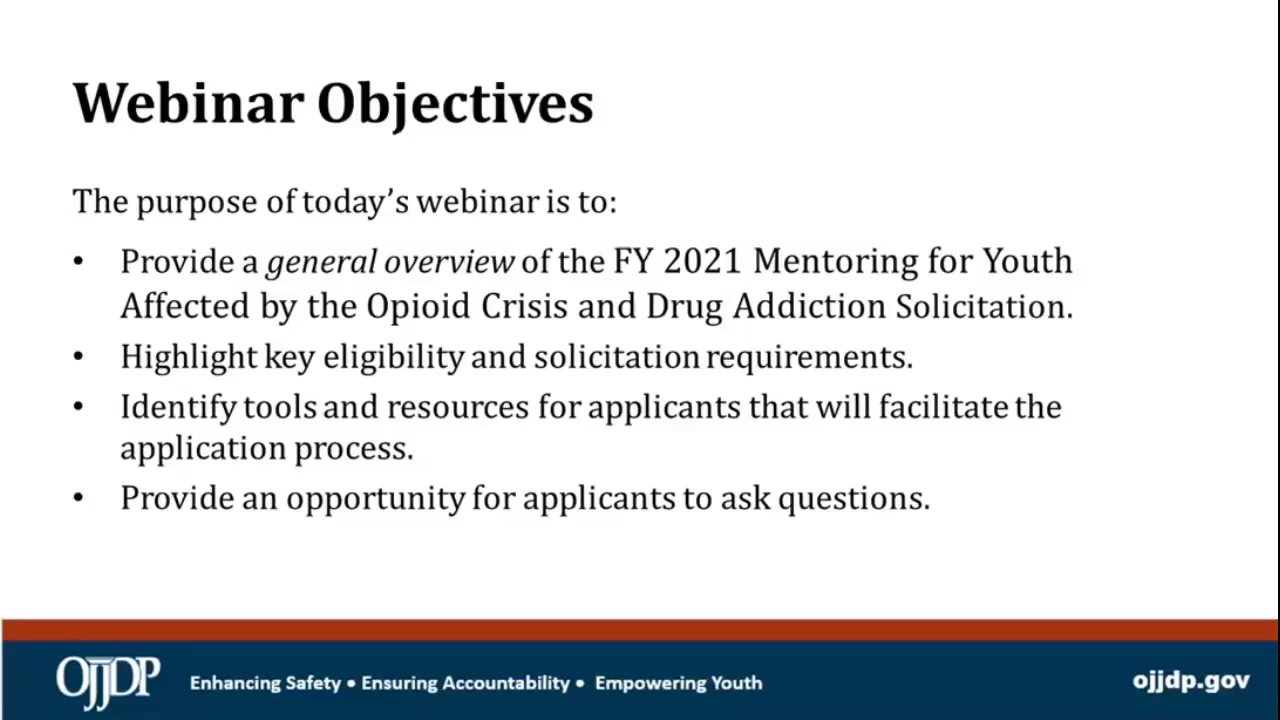 Webinar Objectives
The purpose of today's webinar is to:
• Provide a general overview of the FY 2021 Mentoring for Youth
Affected by the Opioid Crisis and Drug Addiction Solicitation.
• Highlight key eligibility and solicitation requirements.
• Identify tools and resources for applicants that will facilitate the
application process.
• Provide an opportunity for applicants to ask questions.
OJJDP Enhancing Safety • Ensuring Accountability • Empowering Youth ojjdp.gov